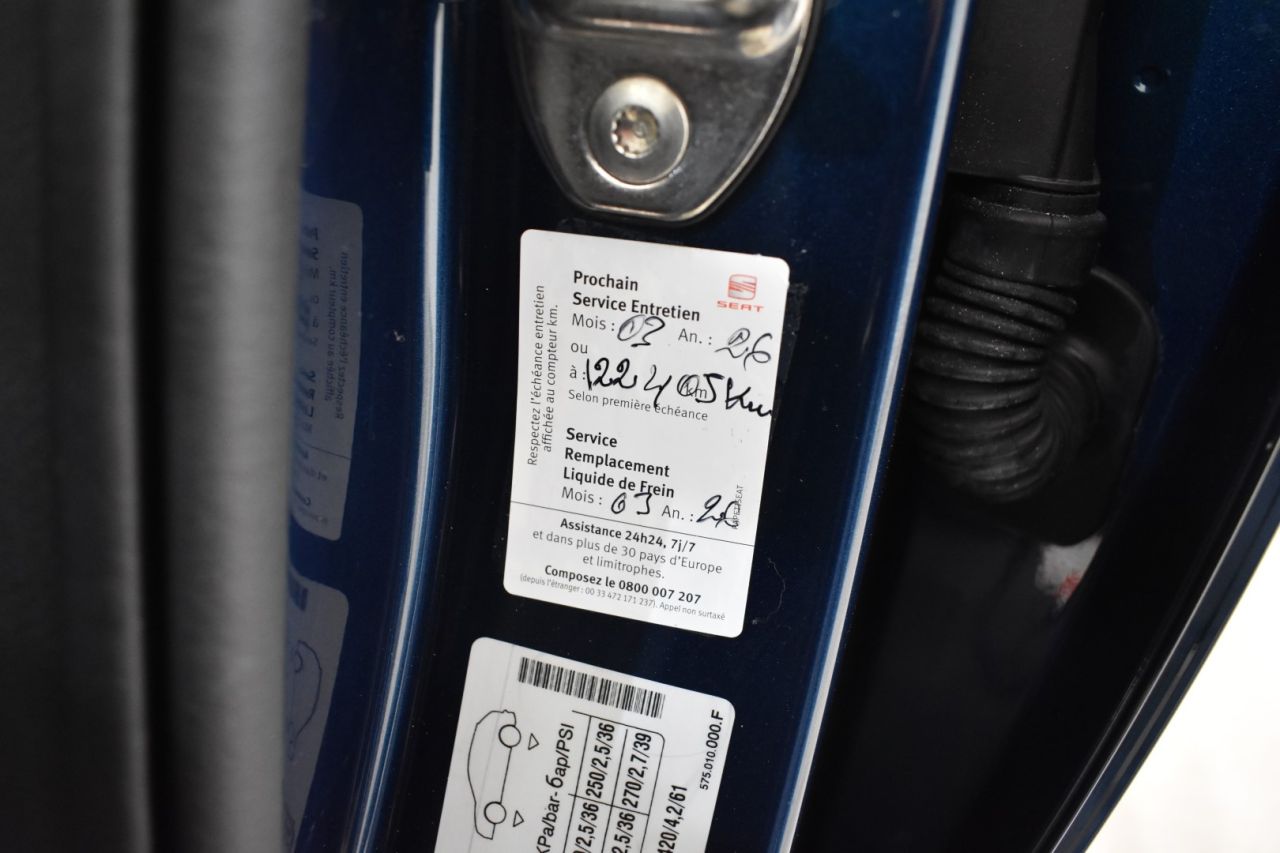 Prochain
Service Entretien
SEAT
Mois : 03 An. : 26
ou
à : 122405 km Km
Selon première échéance
Respectez l'échéance entretien
affichée au compteur km.
Service
Remplacement
Liquide de Frein
Mois : 03 An. :
Assistance 24h24, 7j/7
et dans plus de 30 pays d'Europe
et limitrophes.
Composez le 0800 007 207
(depuis l'étranger : 00 33 472 171 237). Appel non surtaxé
KPa/bar- бар/PSI
2,5/36 250/2,5/36
2,5/36 270/2,7/39
420/4,2/61
575.010.000.F